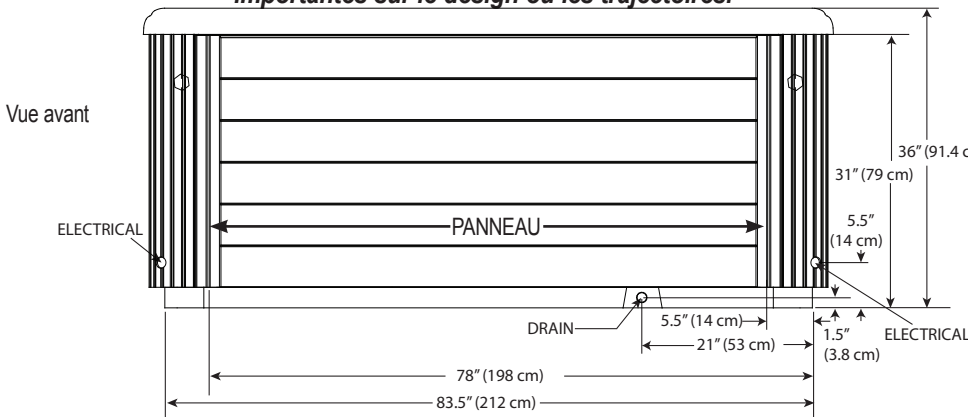 importantes sur le design ou les trajectoires.
Vue avant
36" (91.4 c
31" (79 cm)
5.5"
(14 cm)
ELECTRICAL
PANNEAU
DRAIN
5.5" (14 cm)
1.5"
(3.8 cm)
ELECTRICAL
21" (53 cm)
78" (198 cm)
83.5" (212 cm)